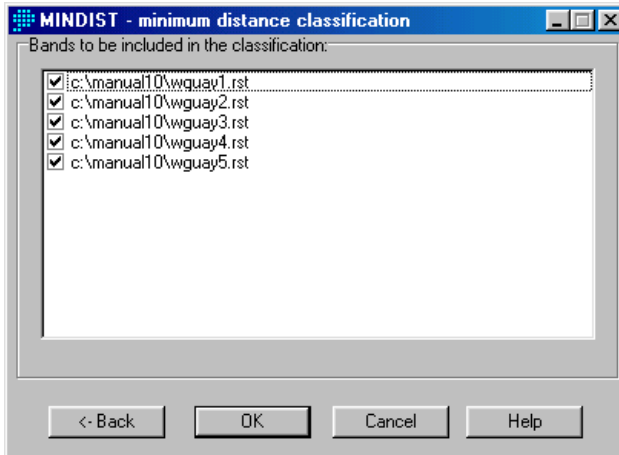 MINDIST - minimum distance classification
Bands to be included in the classification:
c:\manual10\wguay1.rst
c:\manual10\wguay2.rst
c:\manual10\wguay3.rst
c:\manual10\wguay4.rst
c:\manual10\wguay5.rst
<- Back OK Cancel Help